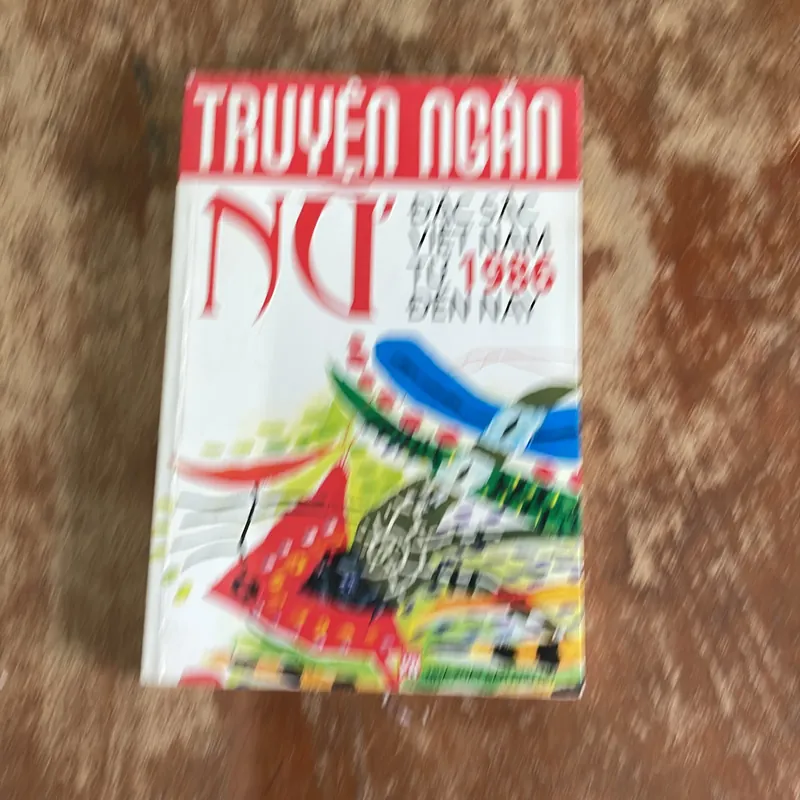 TRUYỆN NGẮN
NỮ
ĐẶC SẮC
VIỆT NAM
TỪ 1986
ĐẾN NAY